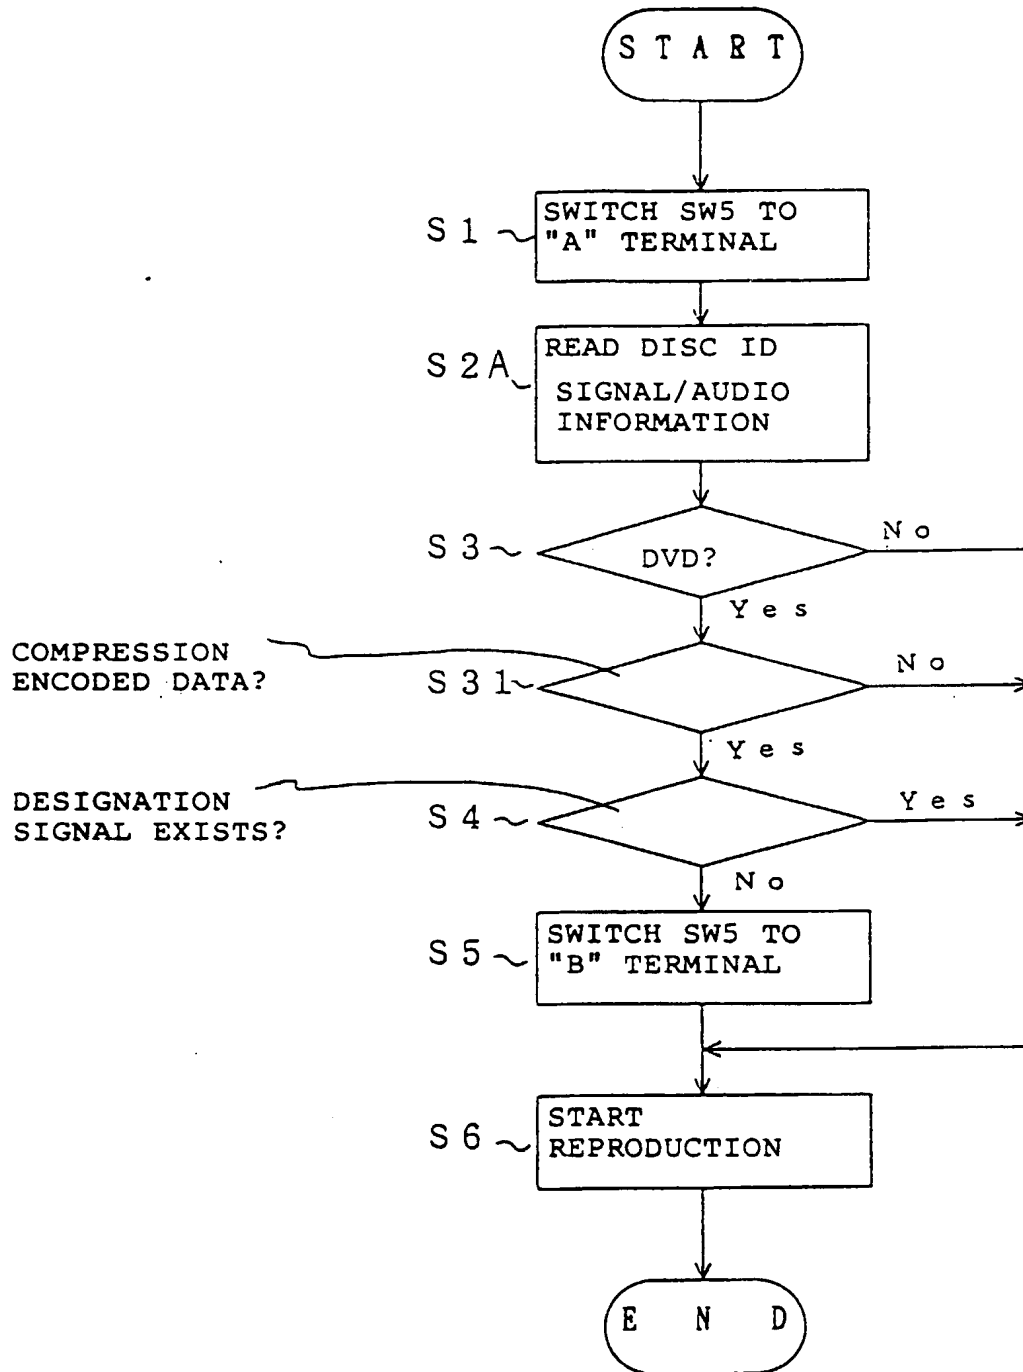 START
S1
SWITCH SW5 TO
"A" TERMINAL
S2A
READ DISC ID
SIGNAL/AUDIO
INFORMATION
S3
DVD?
No
Yes
COMPRESSION
ENCODED DATA?
S31
No
Yes
DESIGNATION
SIGNAL EXISTS?
S4
Yes
No
S5
SWITCH SW5 TO
"B" TERMINAL
S6
START
REPRODUCTION
END